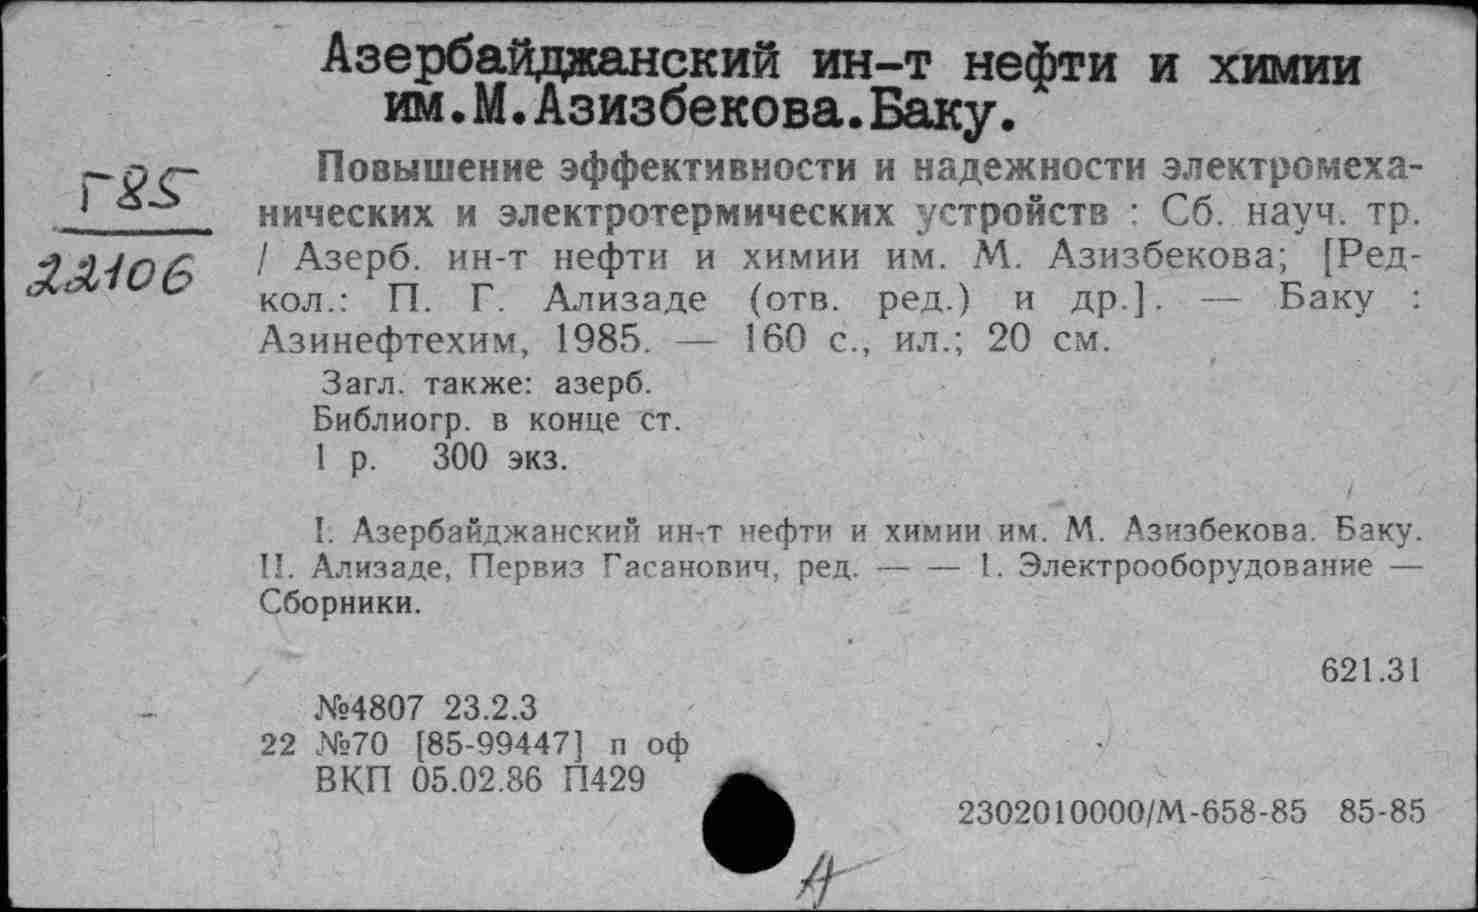 Азербайджанский ин-т нефти и химии
им.М.Азизбекова.Баку.
Г85
22106
Повышение эффективности и надежности электромеха-
нических и электротермических устройств : Сб. науч. тр.
/ Азерб. ин-т нефти и химии им. М. Азизбекова; [Ред-
кол.: П. Г. Ализаде (отв. ред.) и др.]. — Баку :
Азинефтехим, 1985. — 160 с., ил.; 20 см.
Загл. также: азерб.
Библиогр. в конце ст.
1 р. 300 экз.
I. Азербайджанский ин-т нефти и химии им. М. Азизбекова. Баку.
II. Ализаде, Первиз Гасанович, ред. — — 1. Электрооборудование —
Сборники.
621.31
№4807 23.2.3
22 №70 [85-99447] п оф
ВКП 05.02.86 П429
2302010000/М-658-85 85-85